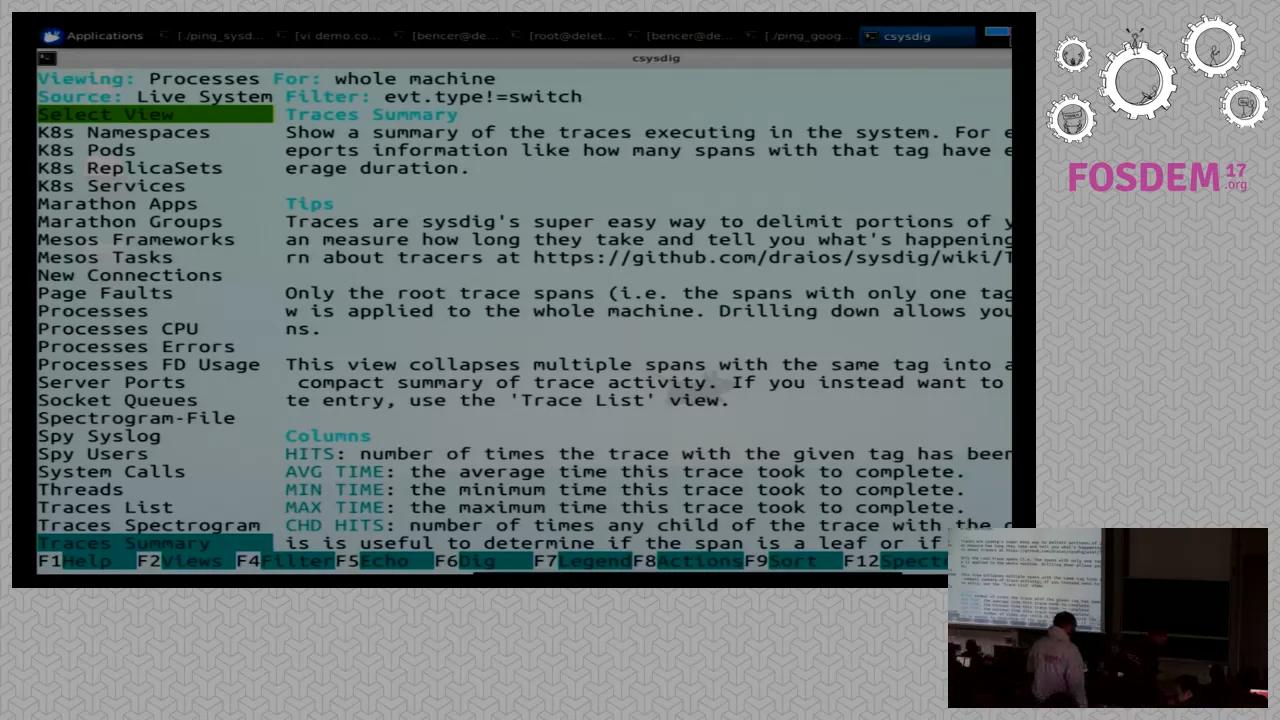 Applications [./ping_sysd... [vi demo.co... [bencer@de... [root@delet... [bencer@de... [./ping_goog... csysdig
csysdig
Viewing: Processes For: whole machine
Source: Live System Filter: evt.type!=switch
Select View Traces Summary
K8s Namespaces Show a summary of the traces executing in the system. For e
K8s Pods eports information like how many spans with that tag have e
K8s ReplicaSets erage duration.
K8s Services
Marathon Apps Tips
Marathon Groups Traces are sysdig's super easy way to delimit portions of y
Mesos Frameworks an measure how long they take and tell you what's happening
Mesos Tasks rn about tracers at https://github.com/draios/sysdig/wiki/T
New Connections
Page Faults Only the root trace spans (i.e. the spans with only one tag
Processes w is applied to the whole machine. Drilling down allows you
Processes CPU ns.
Processes Errors
Processes FD Usage This view collapses multiple spans with the same tag into a
Server Ports compact summary of trace activity. If you instead want to
Socket Queues te entry, use the 'Trace List' view.
Spectrogram-File
Spy Syslog Columns
Spy Users HITS: number of times the trace with the given tag has been
System Calls AVG TIME: the average time this trace took to complete.
Threads MIN TIME: the minimum time this trace took to complete.
Traces List MAX TIME: the maximum time this trace took to complete.
Traces Spectrogram CHD HITS: number of times any child of the trace with the
Traces Summary is is useful to determine if the span is a leaf or if
F1Help F2Views F4 F5Echo F6Dig F7Legend F8Actions F9Sort F12Spect
FOSDEM 17 .org